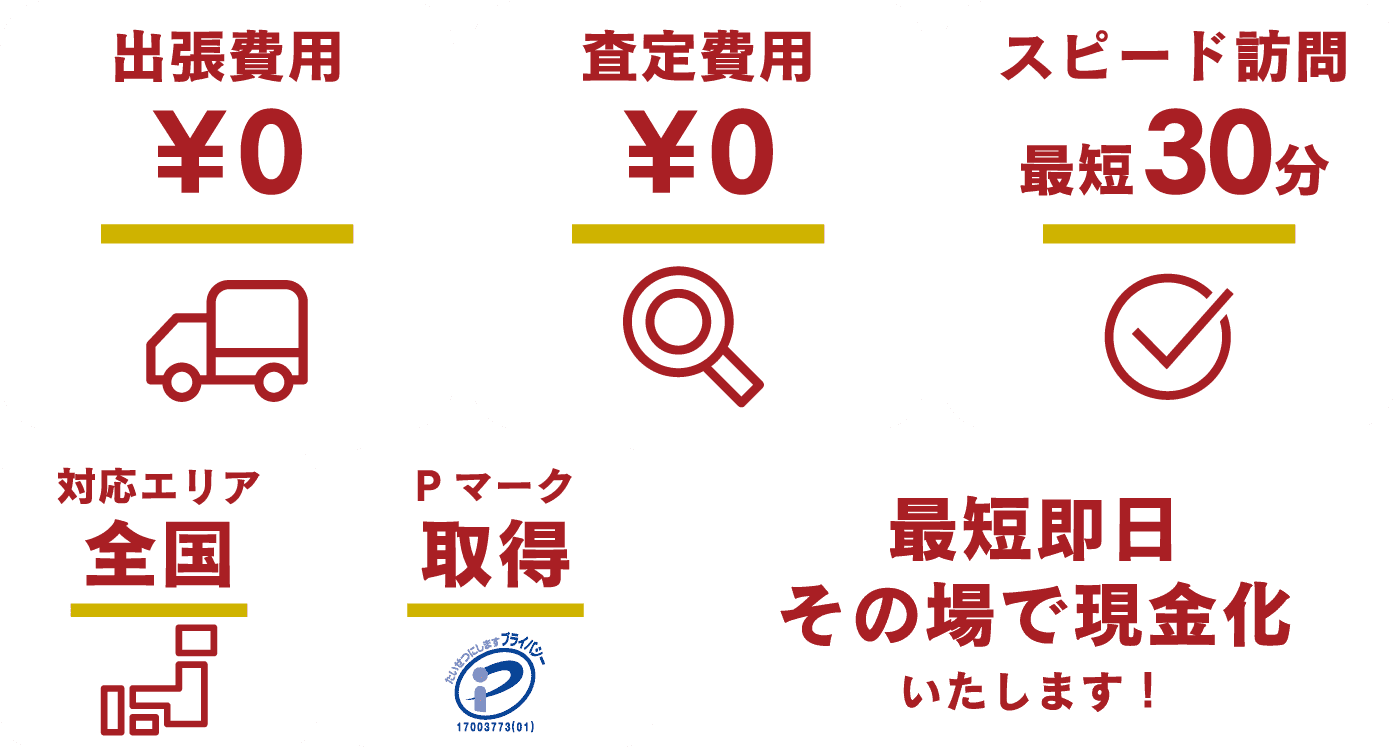 出張費用
¥0
査定費用
¥0
スピード訪問
最短30分
対応エリア
全国
Pマーク
取得
たいせつにしますプライバシー
17003773(01)
最短即日
その場で現金化
いたします!